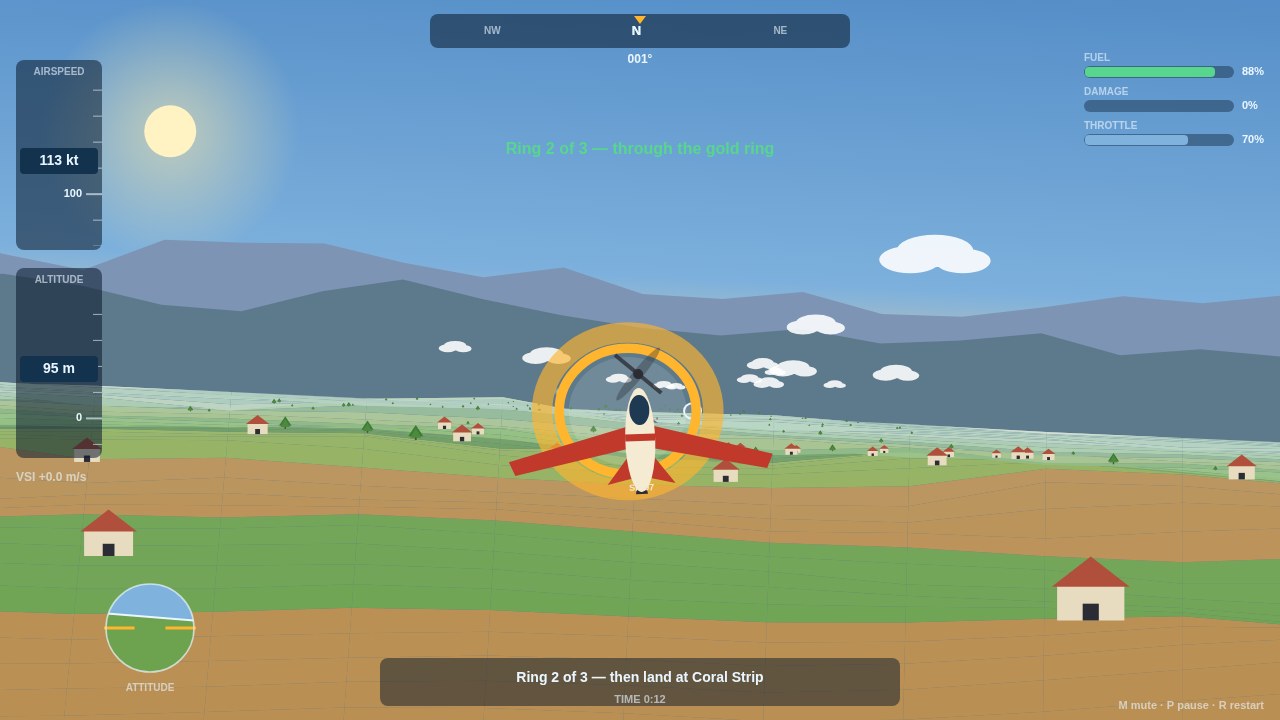 NW N NE
001°
AIRSPEED
113 kt
100
FUEL
88%
DAMAGE
0%
THROTTLE
70%
Ring 2 of 3 — through the gold ring
ALTITUDE
95 m
0
VSI +0.0 m/s
ATTITUDE
Ring 2 of 3 — then land at Coral Strip
TIME 0:12
M mute · P pause · R restart